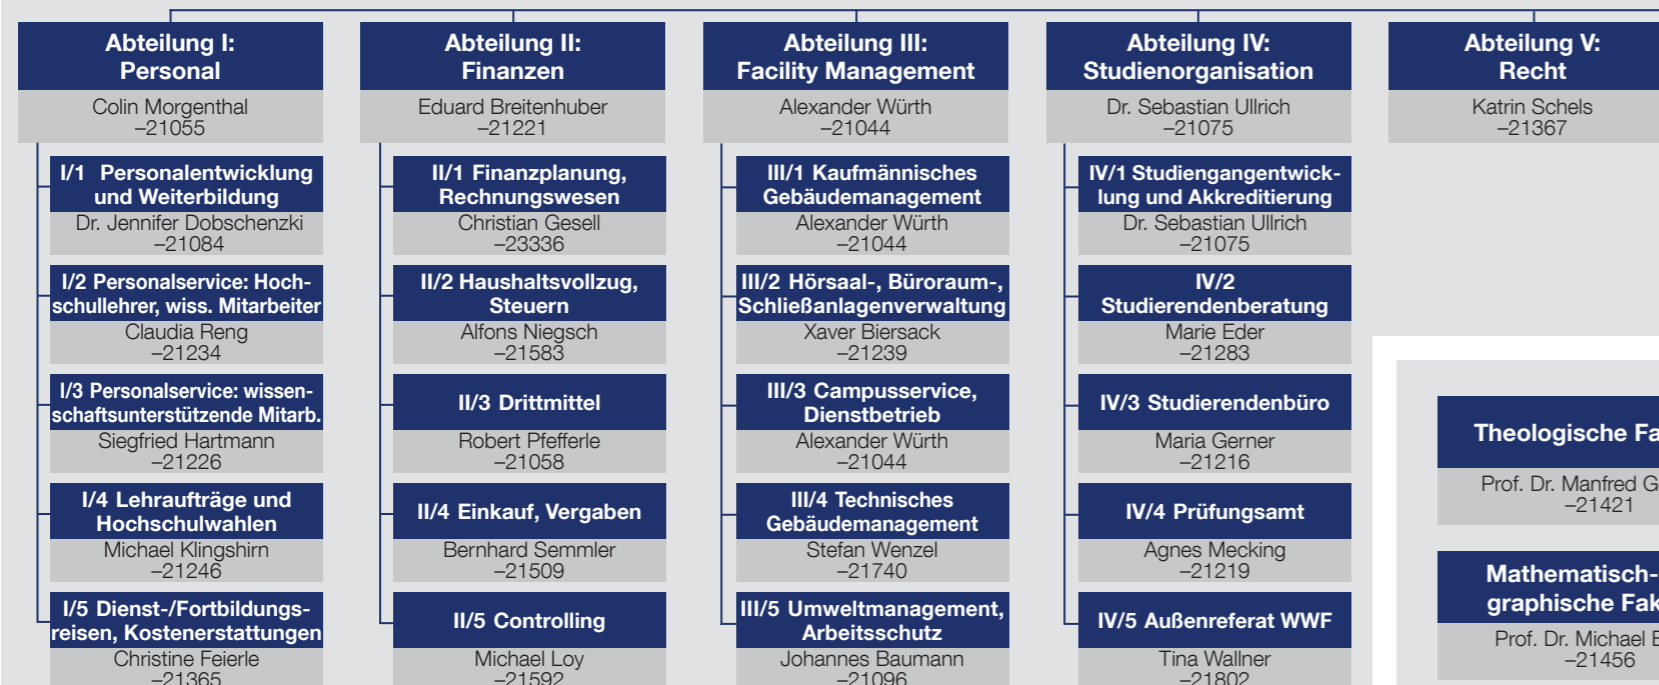 Abteilung I:
Personal
Colin Morgenthal
–21055
I/1 Personalentwicklung
und Weiterbildung
Dr. Jennifer Dobschenzki
–21084
I/2 Personalservice: Hoch-
schullehrer, wiss. Mitarbeiter
Claudia Reng
–21234
I/3 Personalservice: wissen-
schaftsunterstützende Mitarb.
Siegfried Hartmann
–21226
I/4 Lehraufträge und
Hochschulwahlen
Michael Klingshirn
–21246
I/5 Dienst-/Fortbildungs-
reisen, Kostenerstattungen
Christine Feierle
–21365
Abteilung II:
Finanzen
Eduard Breitenhuber
–21221
II/1 Finanzplanung,
Rechnungswesen
Christian Gesell
–23336
II/2 Haushaltsvollzug,
Steuern
Alfons Niegsch
–21583
II/3 Drittmittel
Robert Pfefferle
–21058
II/4 Einkauf, Vergaben
Bernhard Semmler
–21509
II/5 Controlling
Michael Loy
–21592
Abteilung III:
Facility Management
Alexander Würth
–21044
III/1 Kaufmännisches
Gebäudemanagement
Alexander Würth
–21044
III/2 Hörsaal-, Büroraum-,
Schließanlagenverwaltung
Xaver Biersack
–21239
III/3 Campusservice,
Dienstbetrieb
Alexander Würth
–21044
III/4 Technisches
Gebäudemanagement
Stefan Wenzel
–21740
III/5 Umweltmanagement,
Arbeitsschutz
Johannes Baumann
–21096
Abteilung IV:
Studienorganisation
Dr. Sebastian Ullrich
–21075
IV/1 Studiengangentwick-
lung und Akkreditierung
Dr. Sebastian Ullrich
–21075
IV/2
Studierendenberatung
Marie Eder
–21283
IV/3 Studierendenbüro
Maria Gerner
–21216
IV/4 Prüfungsamt
Agnes Mecking
–21219
IV/5 Außenreferat WWF
Tina Wallner
–21802
Abteilung V:
Recht
Katrin Schels
–21367
Theologische Fa
Prof. Dr. Manfred G
–21421
Mathematisch-
graphische Fak
Prof. Dr. Michael
–21456